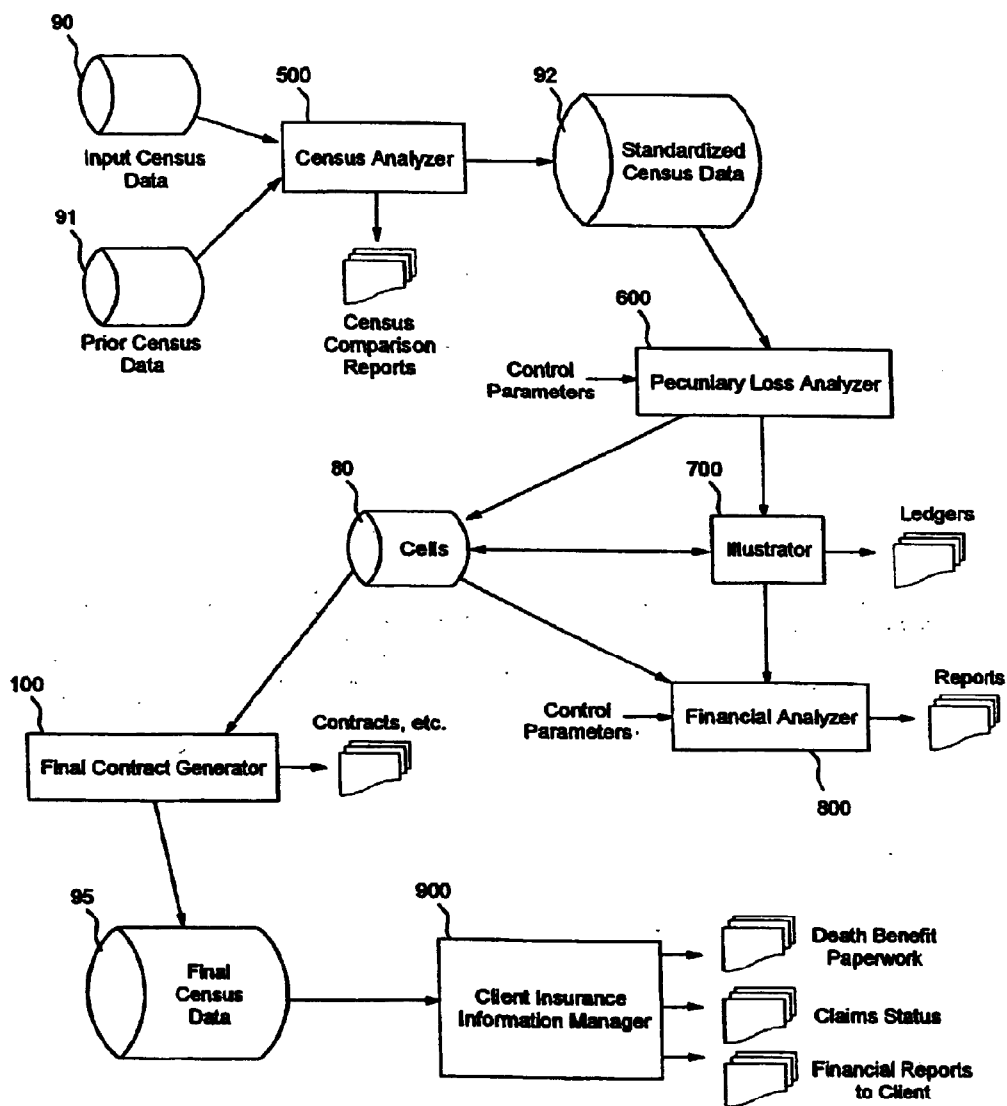 90
Input Census
Data
500
Census Analyzer
92
Standardized
Census Data
91
Prior Census
Data
Census
Comparison
Reports
600
Control
Parameters
Pecuniary Loss Analyzer
80
Cells
700
Illustrator
Ledgers
100
Final Contract Generator
Contracts, etc.
Control
Parameters
Financial Analyzer
Reports
800
95
Final
Census
Data
900
Client Insurance
Information Manager
Death Benefit
Paperwork
Claims Status
Financial Reports
to Client